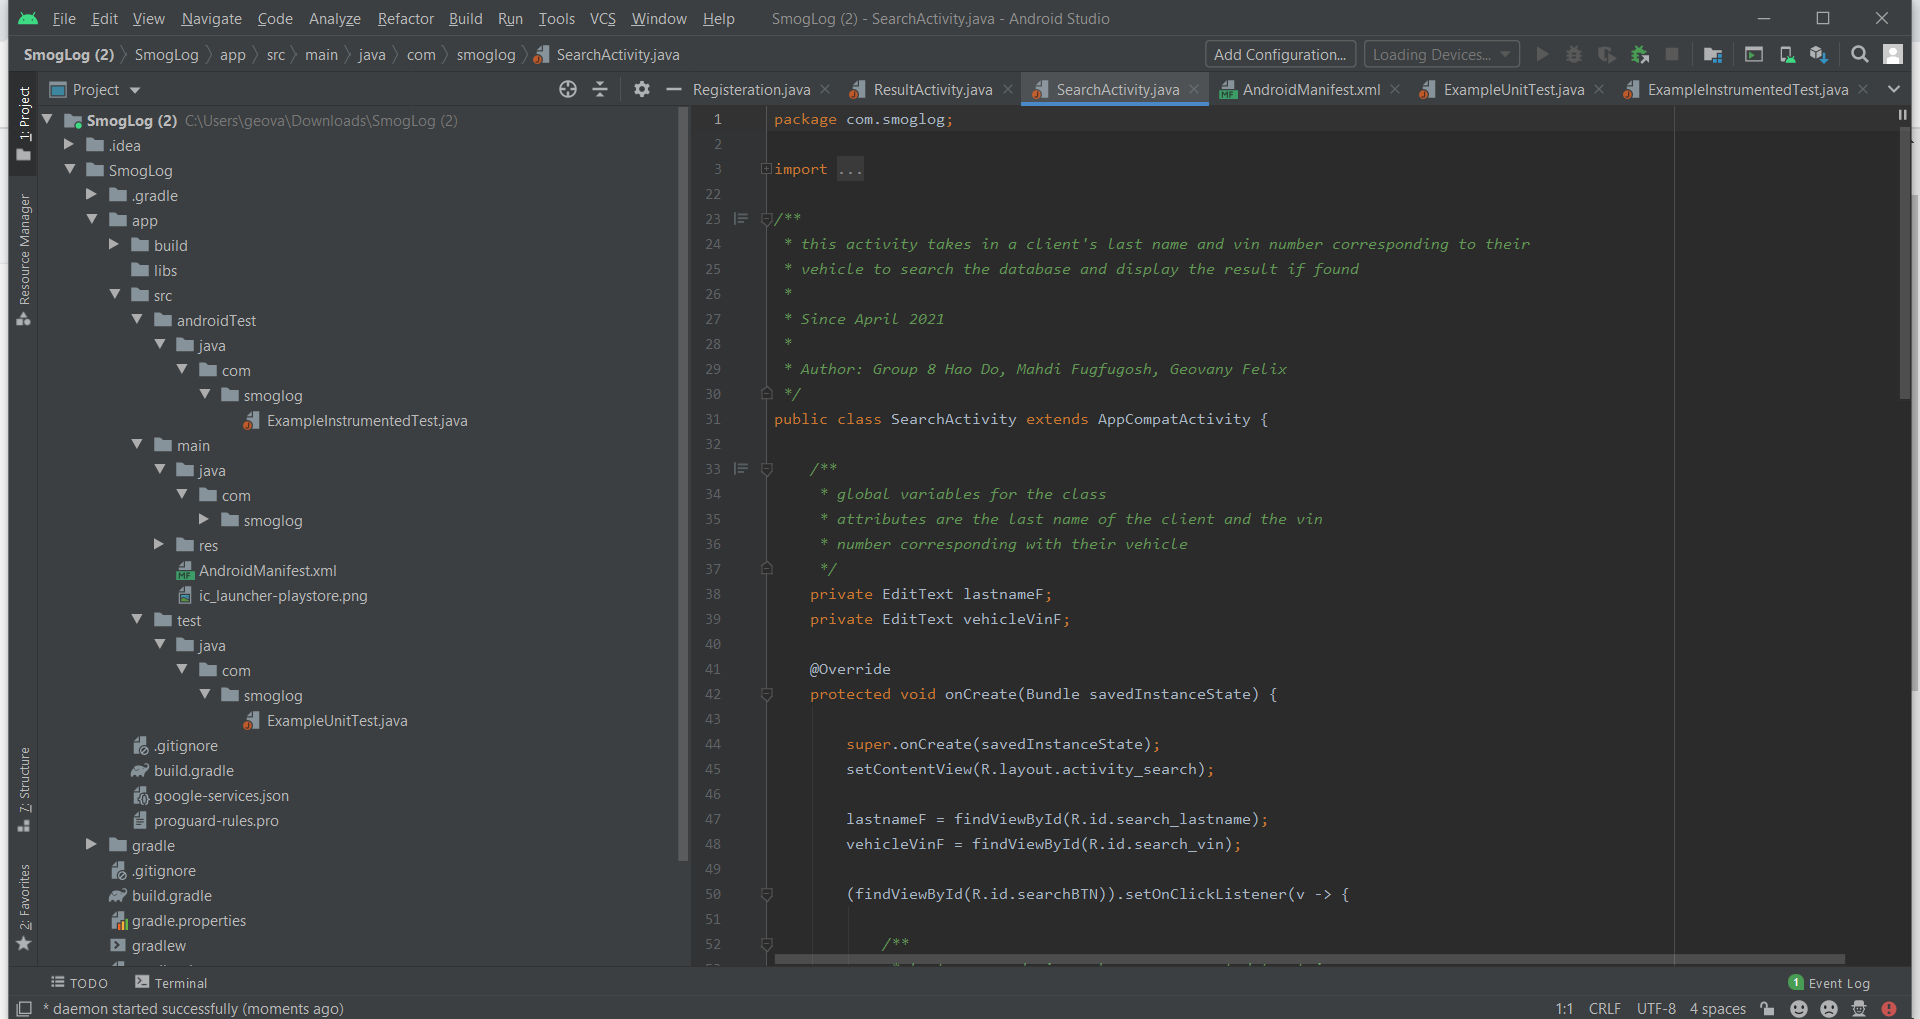 File Edit View Navigate Code Analyze Refactor Build Run Tools VCS Window Help SmogLog (2) - SearchActivity.java - Android Studio
SmogLog (2) SmogLog app src main java com smoglog SearchActivity.java Add Configuration... Loading Devices...
Project Registeration.java ResultActivity.java SearchActivity.java AndroidManifest.xml ExampleUnitTest.java ExampleInstrumentedTest.java
1: Project
Resource Manager
7: Structure
2: Favorites
SmogLog (2) C:\Users\geova\Downloads\SmogLog (2)
.idea
SmogLog
.gradle
app
build
libs
src
androidTest
java
com
smoglog
ExampleInstrumentedTest.java
main
java
com
smoglog
res
AndroidManifest.xml
ic_launcher-playstore.png
test
java
com
smoglog
ExampleUnitTest.java
.gitignore
build.gradle
google-services.json
proguard-rules.pro
gradle
.gitignore
build.gradle
gradle.properties
gradlew
1 package com.smoglog;
2
3 import ...
22
23 /**
24 * this activity takes in a client's last name and vin number corresponding to their
25 * vehicle to search the database and display the result if found
26 *
27 * Since April 2021
28 *
29 * Author: Group 8 Hao Do, Mahdi Fugfugosh, Geovany Felix
30 */
31 public class SearchActivity extends AppCompatActivity {
32
33 /**
34 * global variables for the class
35 * attributes are the last name of the client and the vin
36 * number corresponding with their vehicle
37 */
38 private EditText lastnameF;
39 private EditText vehicleVinF;
40
41 @Override
42 protected void onCreate(Bundle savedInstanceState) {
43
44 super.onCreate(savedInstanceState);
45 setContentView(R.layout.activity_search);
46
47 lastnameF = findViewById(R.id.search_lastname);
48 vehicleVinF = findViewById(R.id.search_vin);
49
50 (findViewById(R.id.searchBTN)).setOnClickListener(v -> {
51
52 /**
TODO Terminal 1 Event Log
* daemon started successfully (moments ago) 1:1 CRLF UTF-8 4 spaces